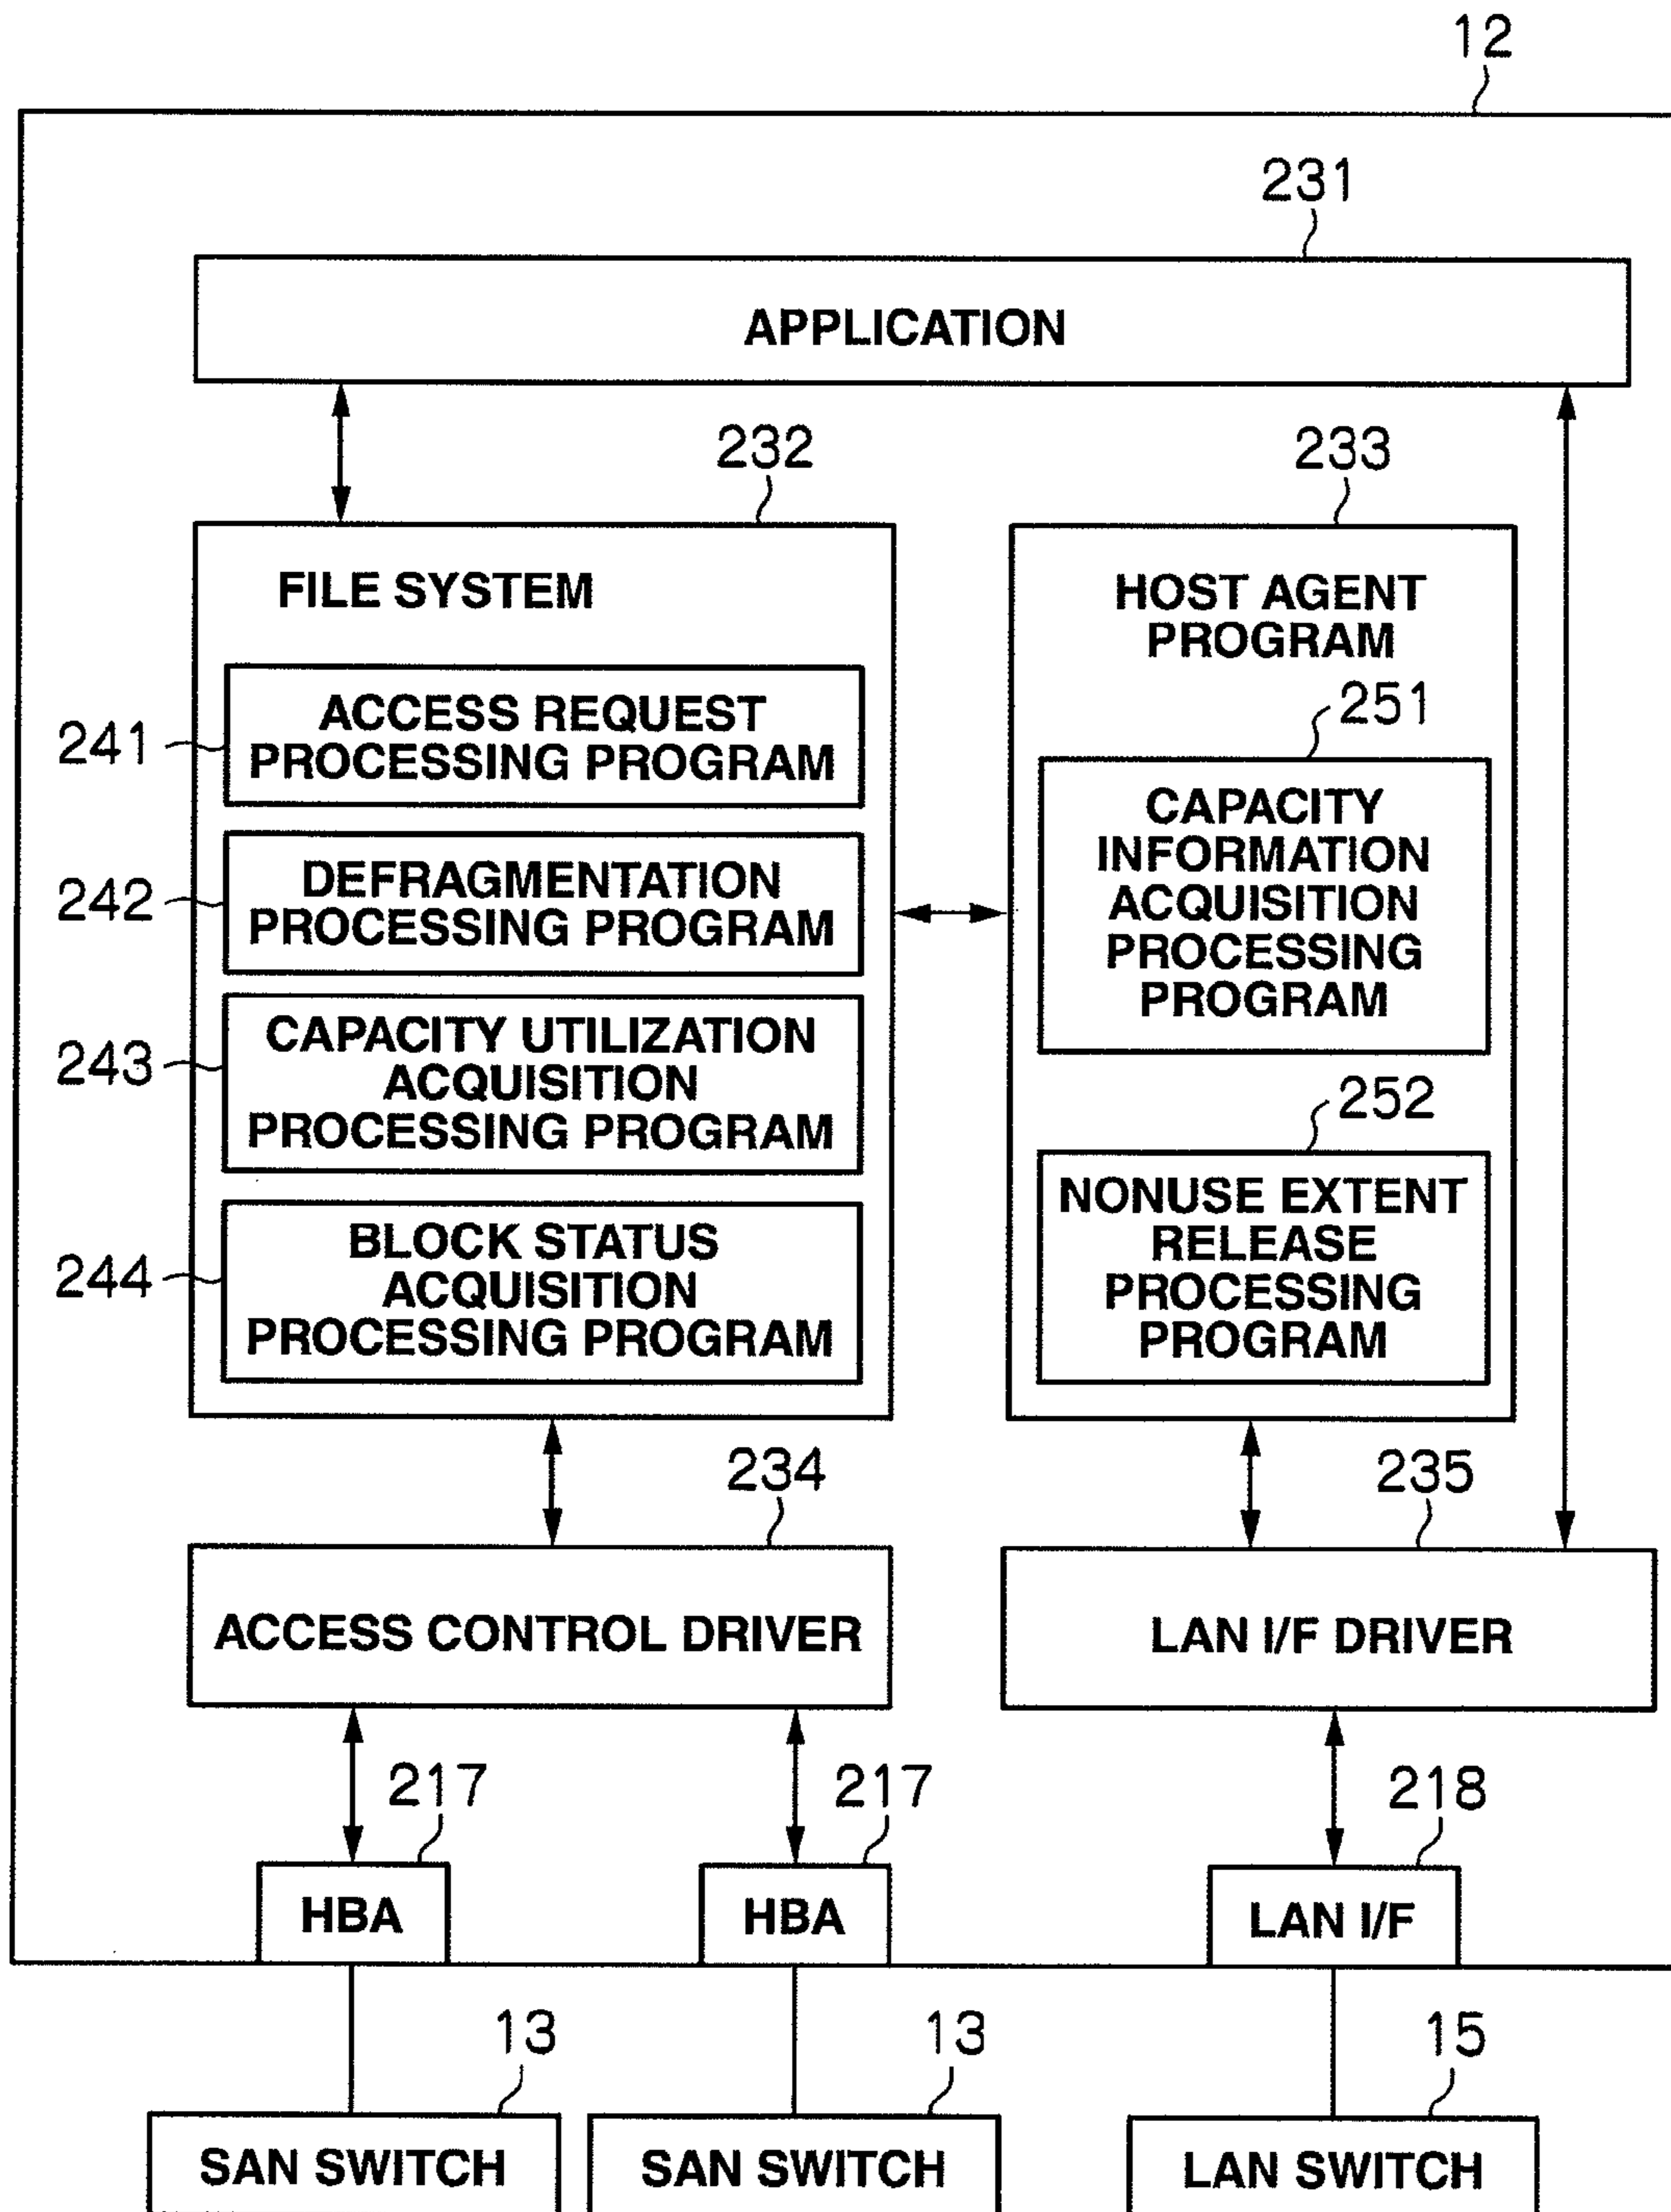 12
231
APPLICATION
232
233
FILE SYSTEM
HOST AGENT
PROGRAM
241
ACCESS REQUEST
PROCESSING PROGRAM
242
DEFRAGMENTATION
PROCESSING PROGRAM
243
CAPACITY UTILIZATION
ACQUISITION
PROCESSING PROGRAM
244
BLOCK STATUS
ACQUISITION
PROCESSING PROGRAM
251
CAPACITY
INFORMATION
ACQUISITION
PROCESSING
PROGRAM
252
NONUSE EXTENT
RELEASE
PROCESSING
PROGRAM
234
235
ACCESS CONTROL DRIVER
LAN I/F DRIVER
217
217
218
HBA
HBA
LAN I/F
13
13
15
SAN SWITCH
SAN SWITCH
LAN SWITCH